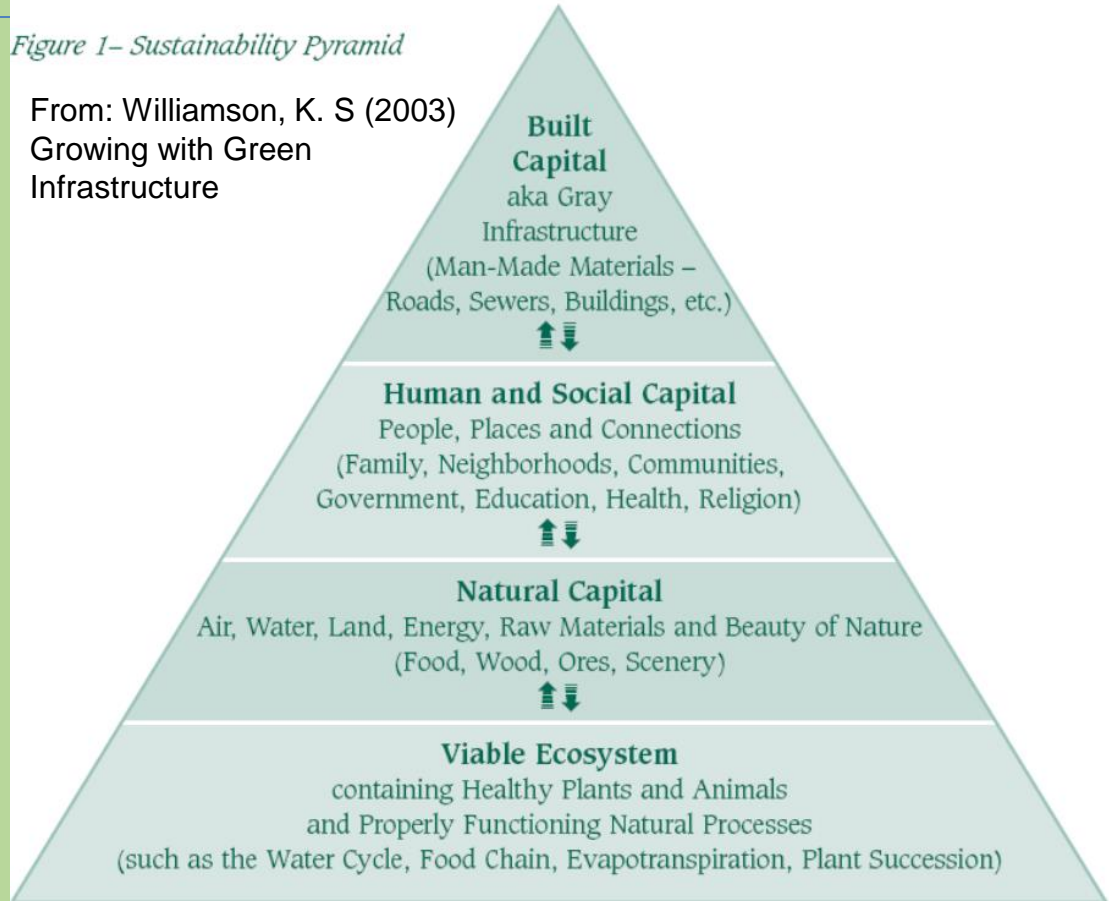 Figure 1– Sustainability Pyramid
From: Williamson, K. S (2003)
Growing with Green
Infrastructure
Built
Capital
aka Gray
Infrastructure
(Man-Made Materials –
Roads, Sewers, Buildings, etc.)
Human and Social Capital
People, Places and Connections
(Family, Neighborhoods, Communities,
Government, Education, Health, Religion)
Natural Capital
Air, Water, Land, Energy, Raw Materials and Beauty of Nature
(Food, Wood, Ores, Scenery)
Viable Ecosystem
containing Healthy Plants and Animals
and Properly Functioning Natural Processes
(such as the Water Cycle, Food Chain, Evapotranspiration, Plant Succession)